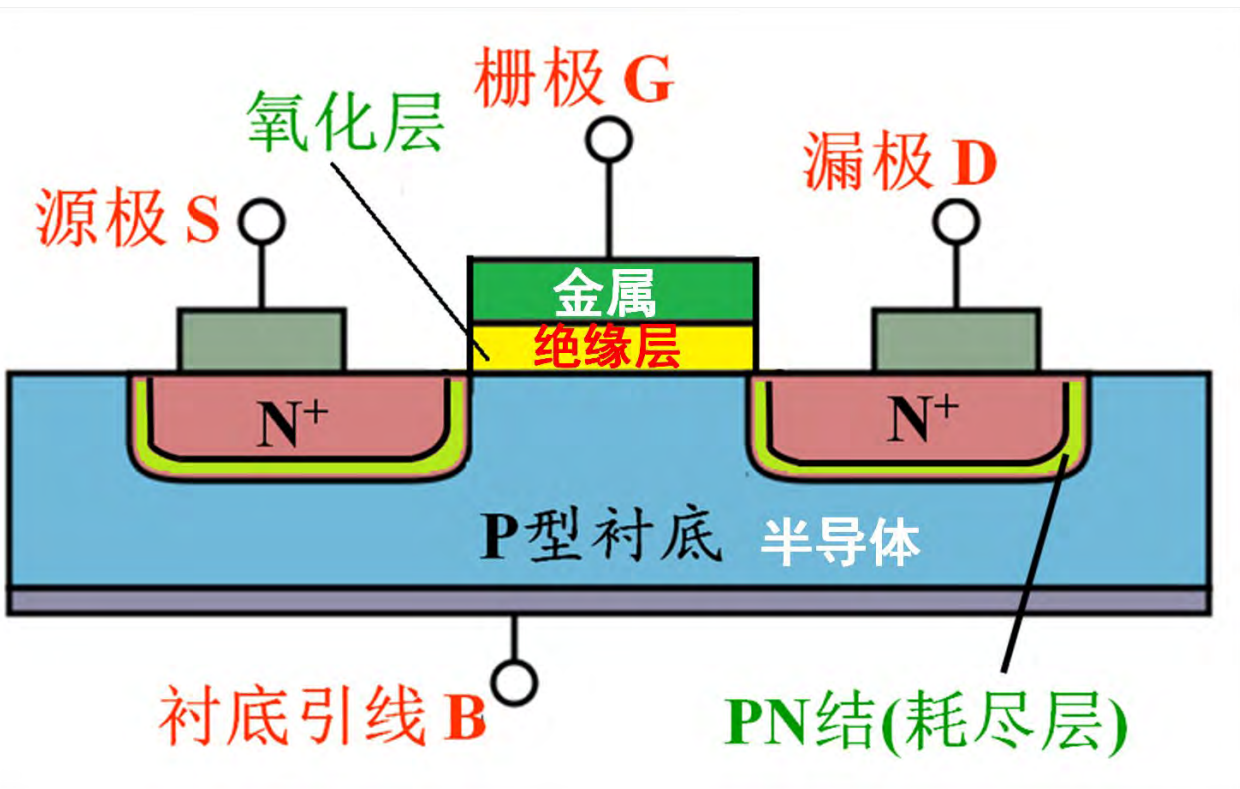 栅极 G
氧化层
漏极 D
源极 S
金属
绝缘层
N+
N+
P型衬底 半导体
衬底引线 B
PN结(耗尽层)